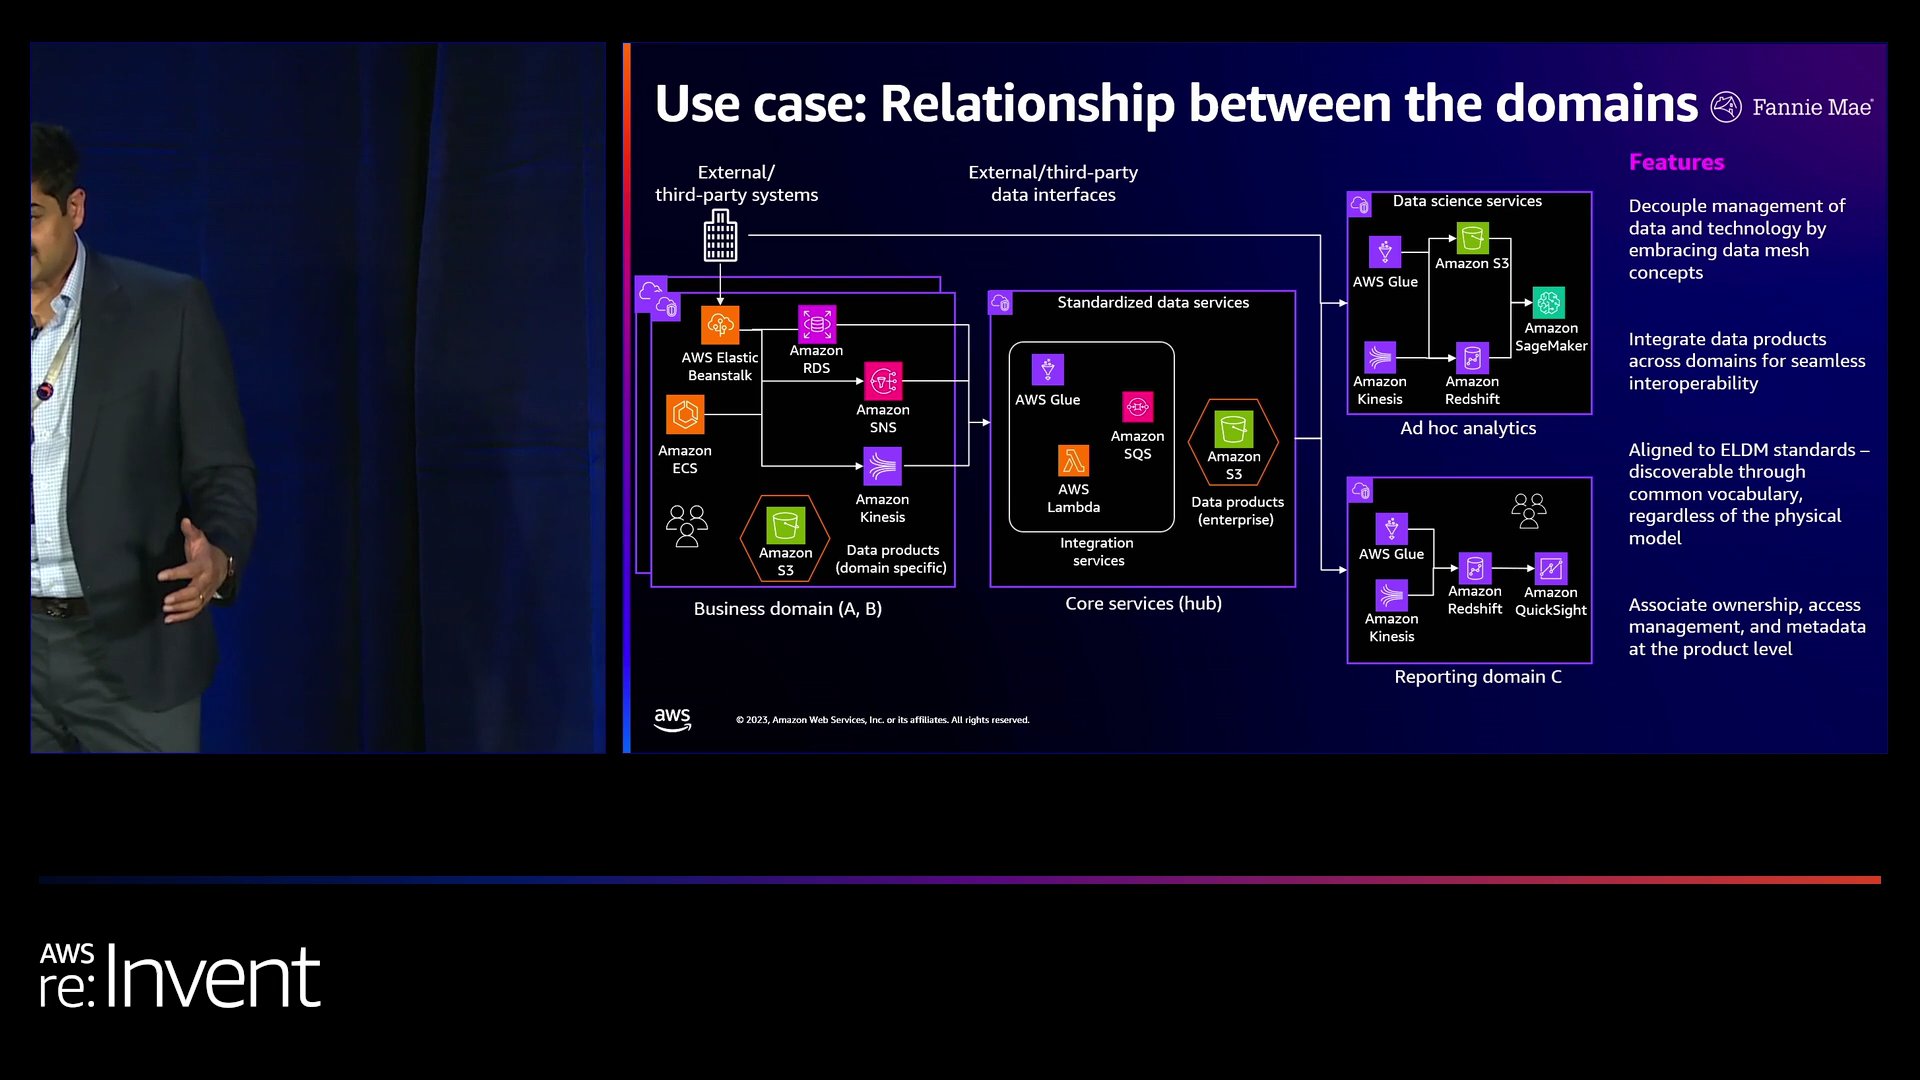 Use case: Relationship between the domains
Fannie Mae®
External/
third-party systems
External/third-party
data interfaces
AWS Elastic
Beanstalk
Amazon
RDS
Amazon
SNS
Amazon
ECS
Amazon
Kinesis
Amazon
S3
Data products
(domain specific)
Business domain (A, B)
Standardized data services
AWS Glue
Amazon
SQS
AWS
Lambda
Integration
services
Amazon
S3
Data products
(enterprise)
Core services (hub)
Data science services
AWS Glue
Amazon S3
Amazon
SageMaker
Amazon
Kinesis
Amazon
Redshift
Ad hoc analytics
AWS Glue
Amazon
Kinesis
Amazon
Redshift
Amazon
QuickSight
Reporting domain C
Features
Decouple management of
data and technology by
embracing data mesh
concepts
Integrate data products
across domains for seamless
interoperability
Aligned to ELDM standards –
discoverable through
common vocabulary,
regardless of the physical
model
Associate ownership, access
management, and metadata
at the product level
aws
© 2023, Amazon Web Services, Inc. or its affiliates. All rights reserved.
AWS
re:Invent